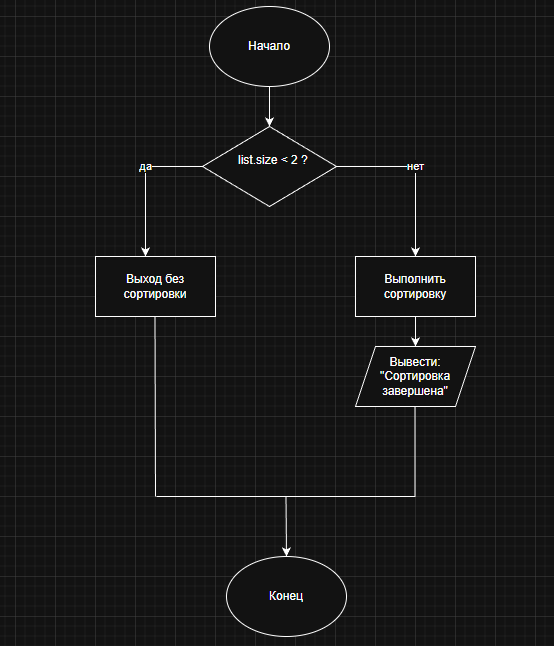 Начало
list.size < 2 ?
да
нет
Выход без
сортировки
Выполнить
сортировку
Вывести:
"Сортировка
завершена"
Конец